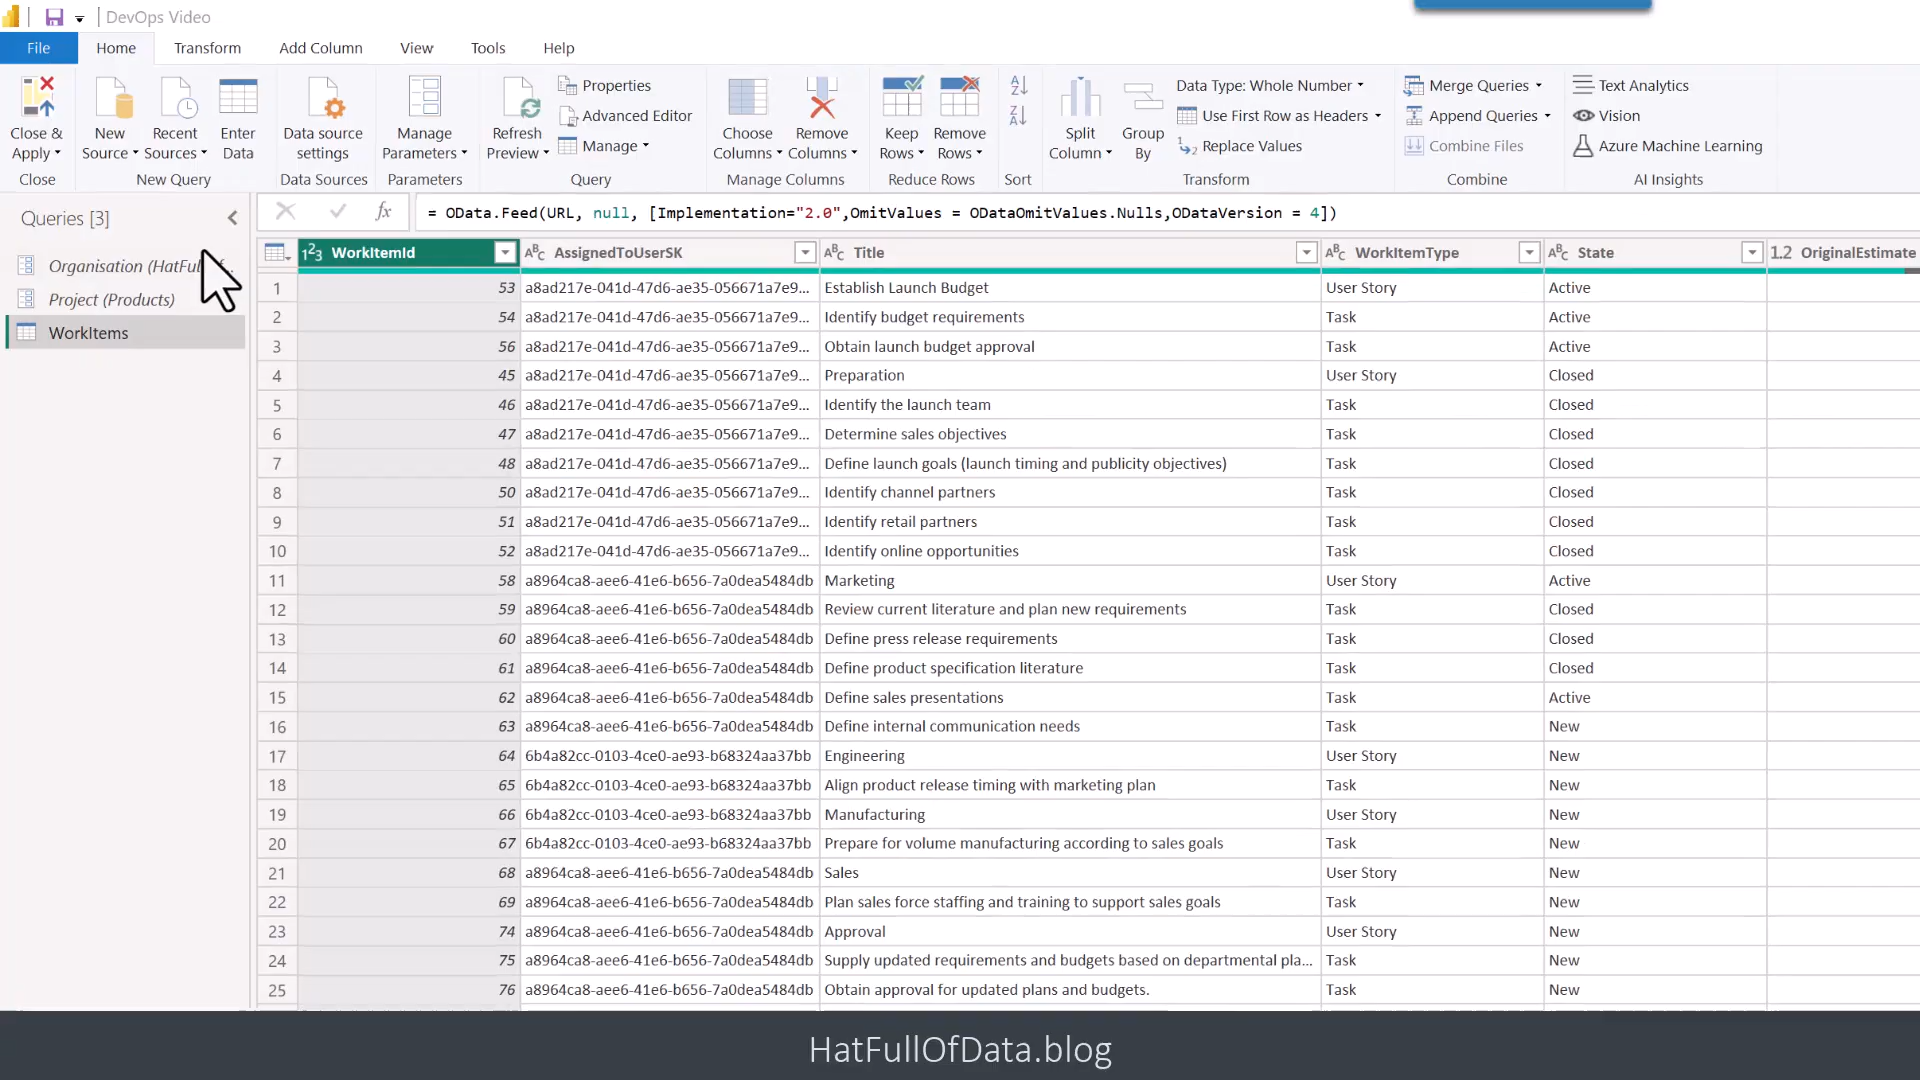 DevOps Video
File Home Transform Add Column View Tools Help
Close & Apply
New Source
Recent Sources
Enter Data
Data source settings
Manage Parameters
Refresh Preview
Properties
Advanced Editor
Manage
Choose Columns
Remove Columns
Keep Rows
Remove Rows
Split Column
Group By
Data Type: Whole Number
Use First Row as Headers
Replace Values
Merge Queries
Append Queries
Combine Files
Text Analytics
Vision
Azure Machine Learning
Close New Query Data Sources Parameters Query Manage Columns Reduce Rows Sort Transform Combine AI Insights
Queries [3]
fx = OData.Feed(URL, null, [Implementation="2.0",OmitValues = ODataOmitValues.Nulls,ODataVersion = 4])
Organisation (HatFul
Project (Products)
WorkItems
WorkItemId AssignedToUserSK Title WorkItemType State 1.2 OriginalEstimate
1 53 a8ad217e-041d-47d6-ae35-056671a7e9... Establish Launch Budget User Story Active
2 54 a8ad217e-041d-47d6-ae35-056671a7e9... Identify budget requirements Task Active
3 56 a8ad217e-041d-47d6-ae35-056671a7e9... Obtain launch budget approval Task Active
4 45 a8ad217e-041d-47d6-ae35-056671a7e9... Preparation User Story Closed
5 46 a8ad217e-041d-47d6-ae35-056671a7e9... Identify the launch team Task Closed
6 47 a8ad217e-041d-47d6-ae35-056671a7e9... Determine sales objectives Task Closed
7 48 a8ad217e-041d-47d6-ae35-056671a7e9... Define launch goals (launch timing and publicity objectives) Task Closed
8 50 a8ad217e-041d-47d6-ae35-056671a7e9... Identify channel partners Task Closed
9 51 a8ad217e-041d-47d6-ae35-056671a7e9... Identify retail partners Task Closed
10 52 a8ad217e-041d-47d6-ae35-056671a7e9... Identify online opportunities Task Closed
11 58 a8964ca8-aee6-41e6-b656-7a0dea5484db Marketing User Story Active
12 59 a8964ca8-aee6-41e6-b656-7a0dea5484db Review current literature and plan new requirements Task Closed
13 60 a8964ca8-aee6-41e6-b656-7a0dea5484db Define press release requirements Task Closed
14 61 a8964ca8-aee6-41e6-b656-7a0dea5484db Define product specification literature Task Closed
15 62 a8964ca8-aee6-41e6-b656-7a0dea5484db Define sales presentations Task Active
16 63 a8964ca8-aee6-41e6-b656-7a0dea5484db Define internal communication needs Task New
17 64 6b4a82cc-0103-4ce0-ae93-b68324aa37bb Engineering User Story New
18 65 6b4a82cc-0103-4ce0-ae93-b68324aa37bb Align product release timing with marketing plan Task New
19 66 6b4a82cc-0103-4ce0-ae93-b68324aa37bb Manufacturing User Story New
20 67 6b4a82cc-0103-4ce0-ae93-b68324aa37bb Prepare for volume manufacturing according to sales goals Task New
21 68 a8964ca8-aee6-41e6-b656-7a0dea5484db Sales User Story New
22 69 a8964ca8-aee6-41e6-b656-7a0dea5484db Plan sales force staffing and training to support sales goals Task New
23 74 a8964ca8-aee6-41e6-b656-7a0dea5484db Approval User Story New
24 75 a8964ca8-aee6-41e6-b656-7a0dea5484db Supply updated requirements and budgets based on departmental pla... Task New
25 76 a8964ca8-aee6-41e6-b656-7a0dea5484db Obtain approval for updated plans and budgets. Task New
HatFullOfData.blog